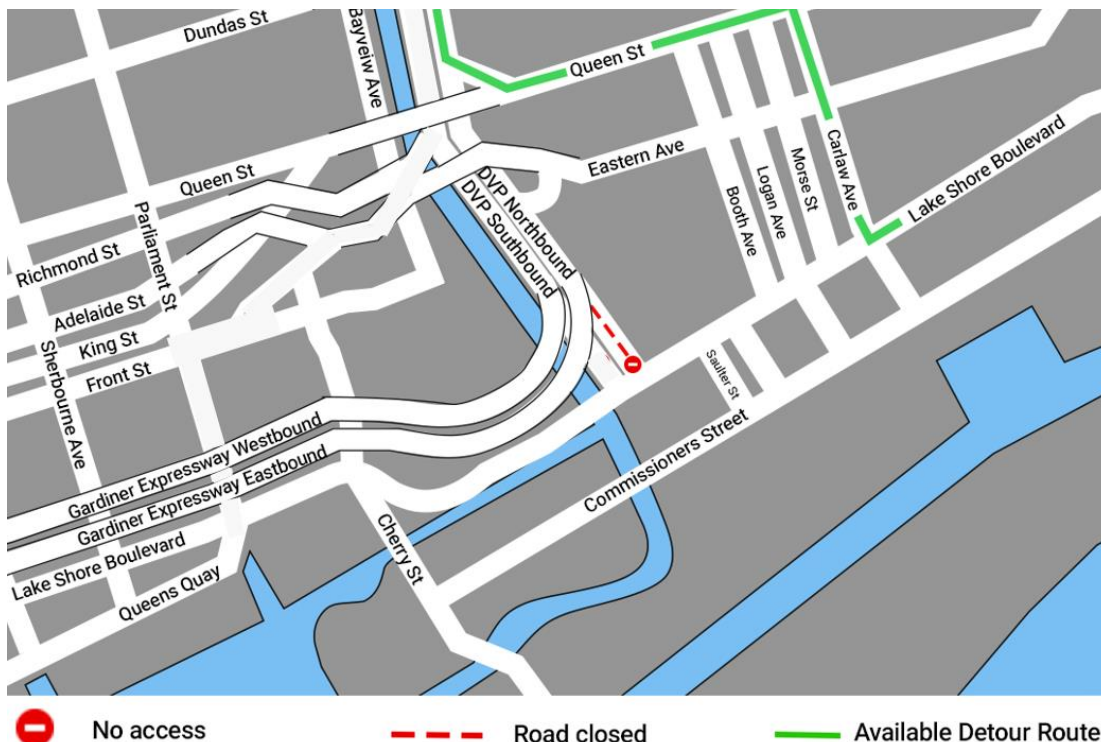 Dundas St
Bayveiw Ave
Queen St
Queen St
Eastern Ave
Carlaw Ave
Morse St
Logan Ave
Booth Ave
Lake Shore Boulevard
Parliament St
Richmond St
Adelaide St
King St
Front St
Sherbourne Ave
DVP Northbound
DVP Southbound
Saulter St
Commissioners Street
Gardiner Expressway Westbound
Gardiner Expressway Eastbound
Lake Shore Boulevard
Queens Quay
Cherry St
No access
Road closed
Available Detour Route